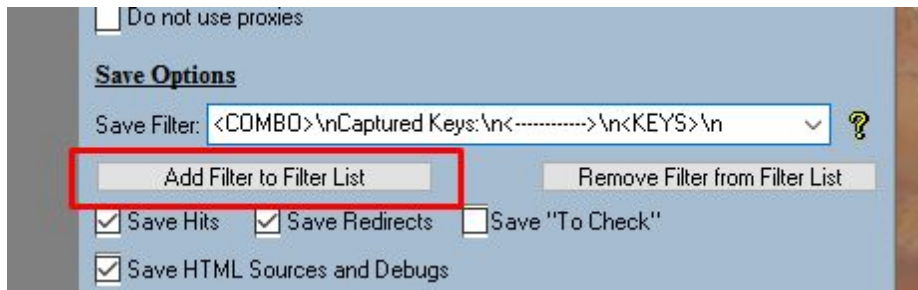 Do not use proxies
Save Options
Save Filter: <COMBO>\nCaptured Keys:\n<------------>\n<KEYS>\n ?
Add Filter to Filter List Remove Filter from Filter List
Save Hits Save Redirects Save "To Check"
Save HTML Sources and Debugs